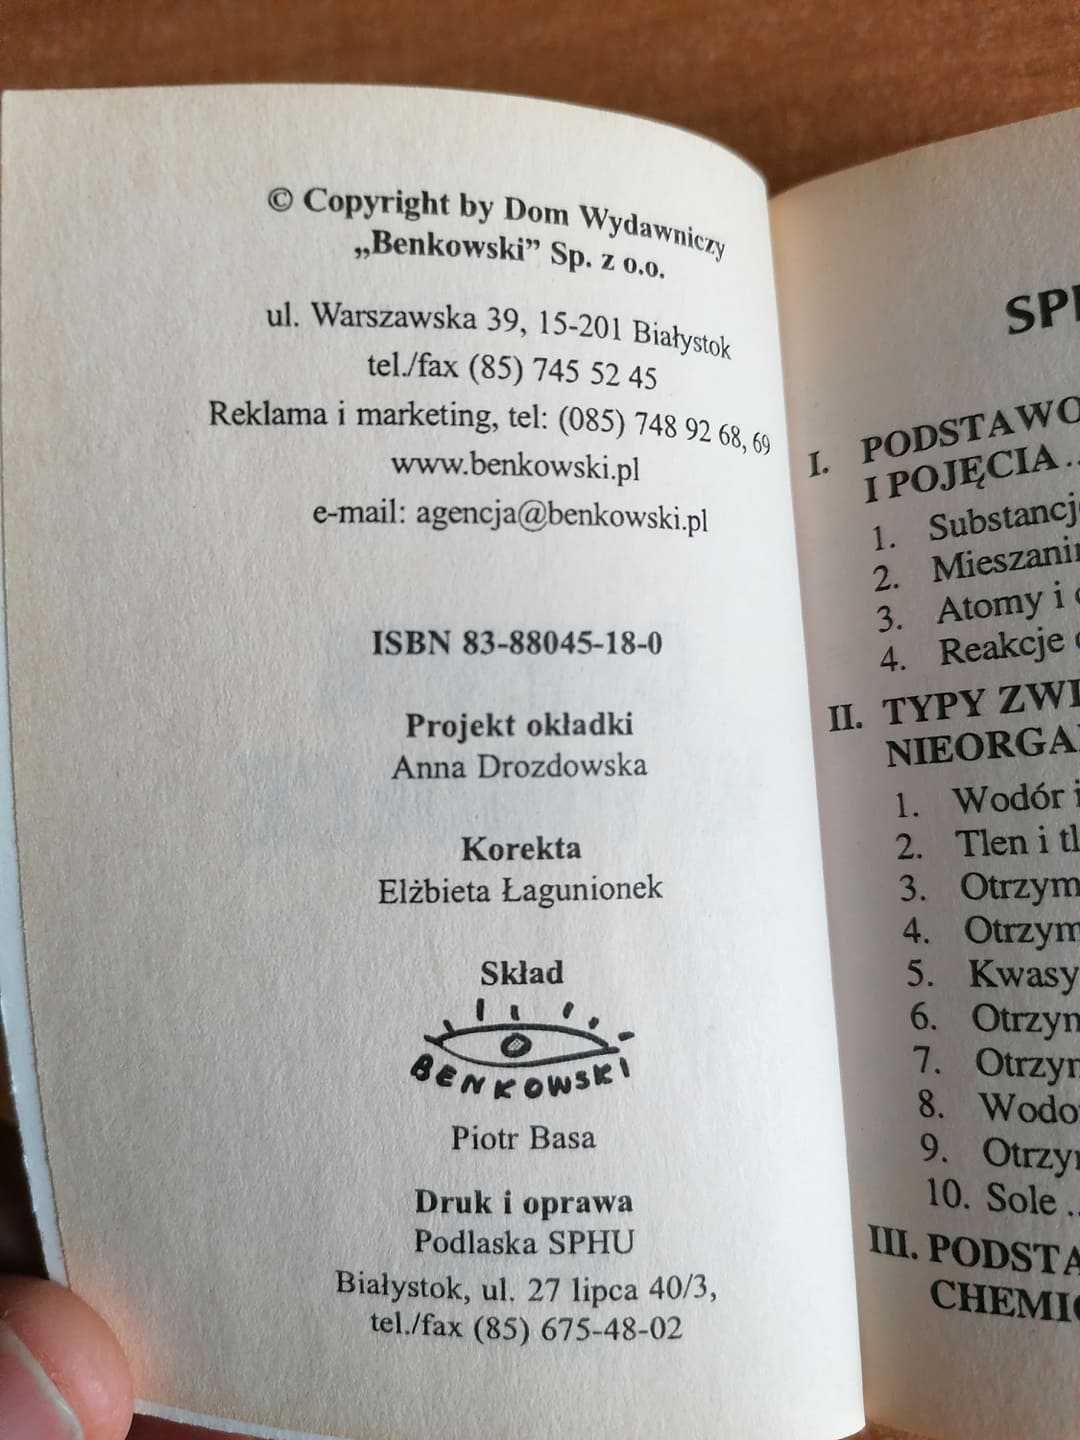 © Copyright by Dom Wydawniczy
„Benkowski” Sp. z o.o.
ul. Warszawska 39, 15-201 Białystok
tel./fax (85) 745 52 45
Reklama i marketing, tel: (085) 748 92 68, 69
www.benkowski.pl
e-mail: agencja@benkowski.pl
ISBN 83-88045-18-0
Projekt okładki
Anna Drozdowska
Korekta
Elżbieta Łagunionek
Skład
BENKOWSKI
Piotr Basa
Druk i oprawa
Podlaska SPHU
Białystok, ul. 27 lipca 40/3,
tel./fax (85) 675-48-02
I. PODSTAWO
I POJĘCIA ..
1. Substancj
2. Mieszanin
3. Atomy i
4. Reakcje
II. TYPY ZWI
NIEORGA
1. Wodór i
2. Tlen i tl
3. Otrzym
4. Otrzym
5. Kwasy
6. Otrzyn
7. Otrzyn
8. Wodo
9. Otrzyn
10. Sole ..
III. PODSTA
CHEMI